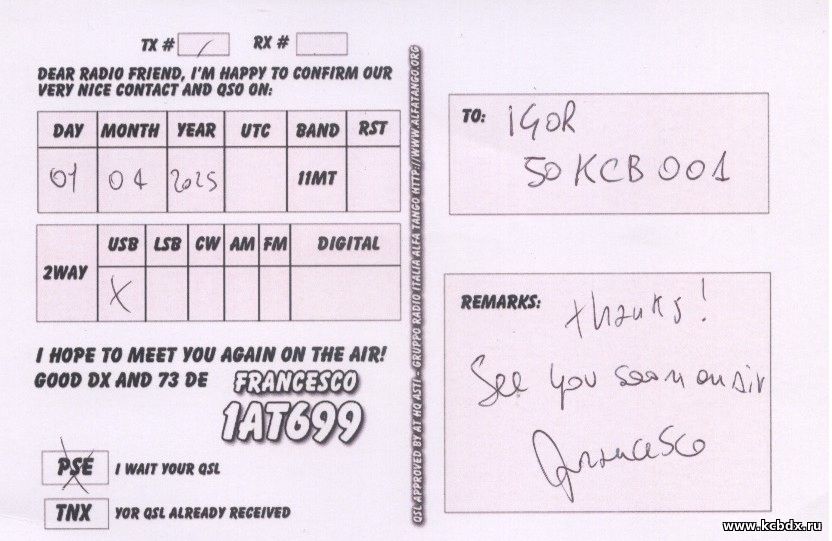 TX # / RX #
DEAR RADIO FRIEND, I'M HAPPY TO CONFIRM OUR
VERY NICE CONTACT AND QSO ON:
DAY MONTH YEAR UTC BAND RST
01 04 2025 11MT
USB LSB CW AM FM DIGITAL
2WAY
X
I HOPE TO MEET YOU AGAIN ON THE AIR!
GOOD DX AND 73 DE FRANCESCO
1AT699
PSE I WAIT YOUR QSL
TNX YOR QSL ALREADY RECEIVED
QSL APPROVED BY AT HQ ASTI - GRUPPO RADIO ITALIA ALFA TANGO HTTP://WWW.ALFATANGO.ORG
TO: IGOR
50 KCB 001
REMARKS: thanks!
See you soon on air
Francesco
www.kcbdx.ru